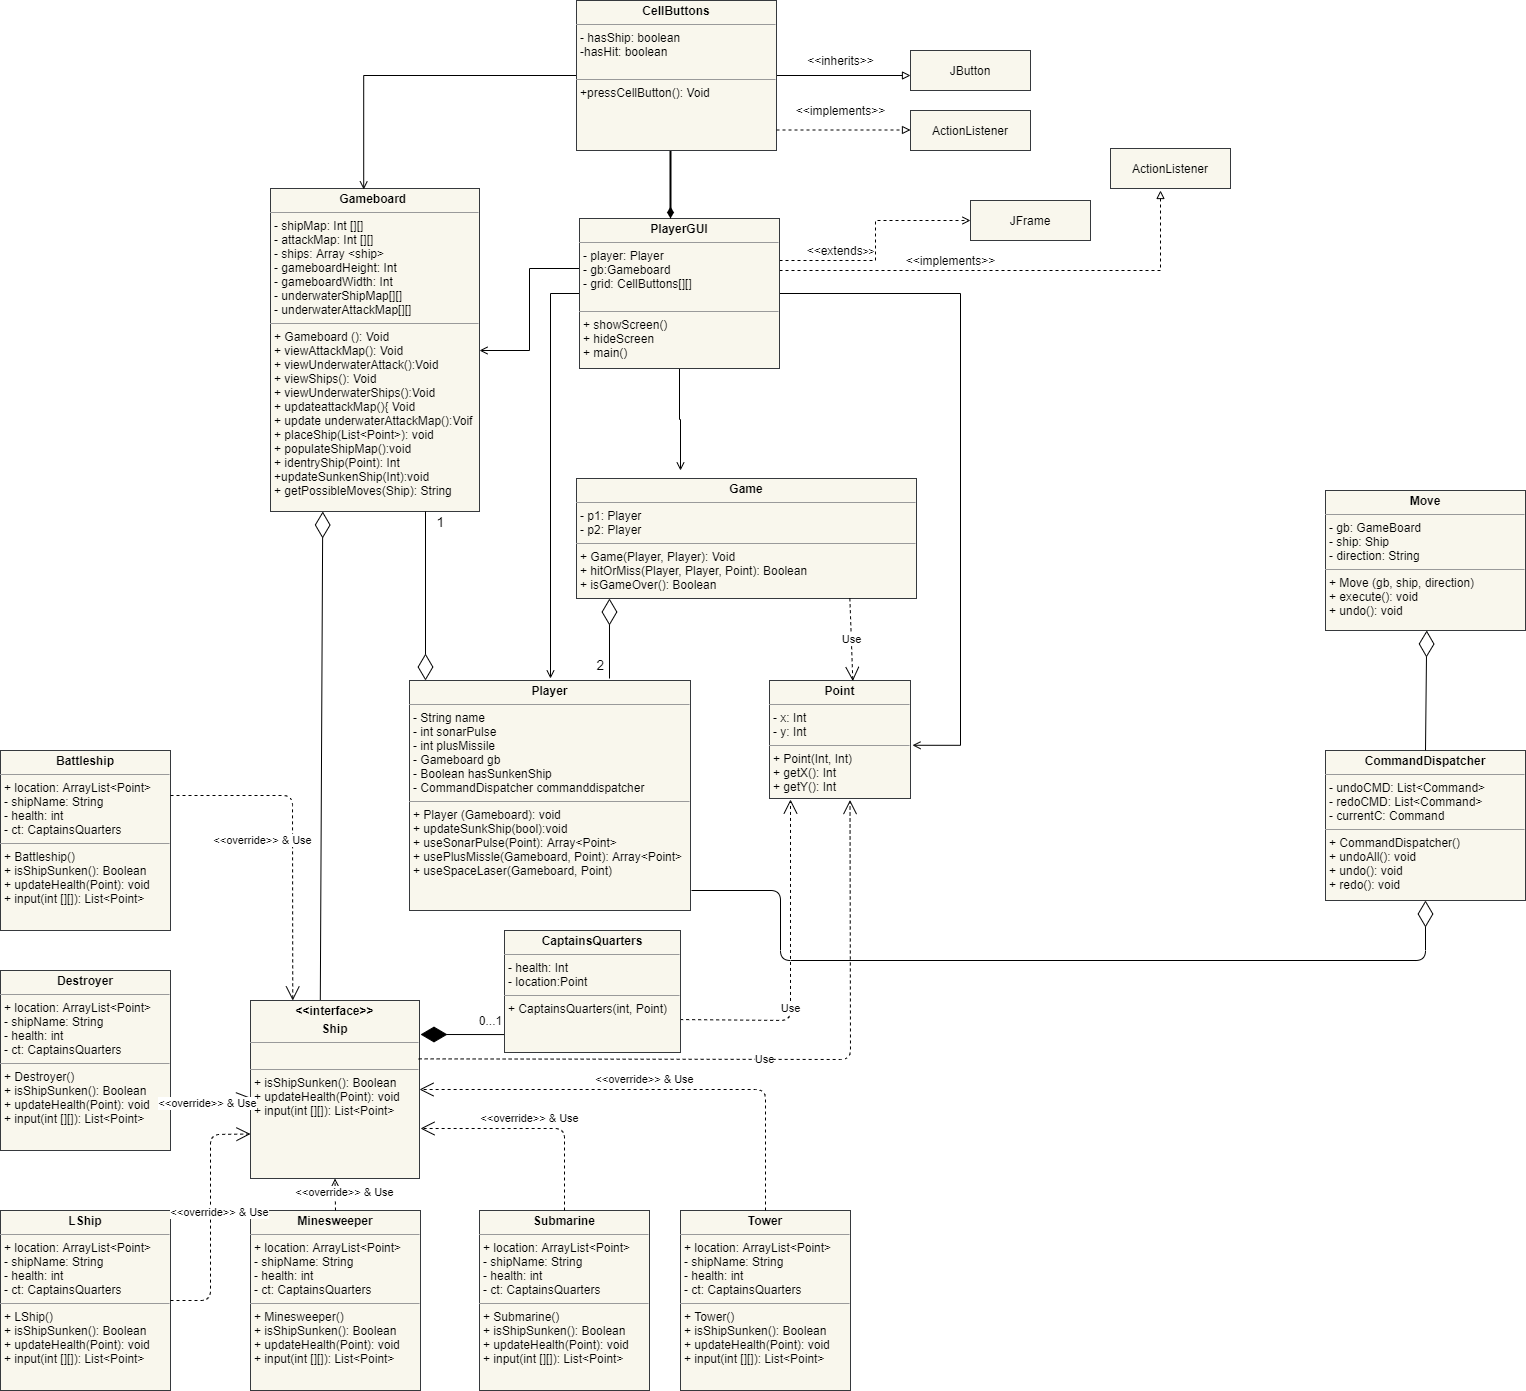 CellButtons
- hasShip: boolean
-hasHit: boolean
+pressCellButton(): Void
<<inherits>>
JButton
<<implements>>
ActionListener
ActionListener
Gameboard
- shipMap: Int [][]
- attackMap: Int [][]
- ships: Array <ship>
- gameboardHeight: Int
- gameboardWidth: Int
- underwaterShipMap[][]
- underwaterAttackMap[][]
+ Gameboard (): Void
+ viewAttackMap(): Void
+ viewUnderwaterAttack():Void
+ viewShips(): Void
+ viewUnderwaterShips():Void
+ updateattackMap(){ Void
+ update underwaterAttackMap():Voif
+ placeShip(List<Point>): void
+ populateShipMap():void
+ identryShip(Point): Int
+updateSunkenShip(Int):void
+ getPossibleMoves(Ship): String
1
PlayerGUI
- player: Player
- gb:Gameboard
- grid: CellButtons[][]
+ showScreen()
+ hideScreen
+ main()
<<extends>>
JFrame
<<implements>>
Game
- p1: Player
- p2: Player
+ Game(Player, Player): Void
+ hitOrMiss(Player, Player, Point): Boolean
+ isGameOver(): Boolean
2
Use
Move
- gb: GameBoard
- ship: Ship
- direction: String
+ Move (gb, ship, direction)
+ execute(): void
+ undo(): void
Player
- String name
- int sonarPulse
- int plusMissile
- Gameboard gb
- Boolean hasSunkenShip
- CommandDispatcher commanddispatcher
+ Player (Gameboard): void
+ updateSunkShip(bool):void
+ useSonarPulse(Point): Array<Point>
+ usePlusMissle(Gameboard, Point): Array<Point>
+ useSpaceLaser(Gameboard, Point)
Point
- x: Int
- y: Int
+ Point(Int, Int)
+ getX(): Int
+ getY(): Int
CommandDispatcher
- undoCMD: List<Command>
- redoCMD: List<Command>
- currentC: Command
+ CommandDispatcher()
+ undoAll(): void
+ undo(): void
+ redo(): void
Battleship
+ location: ArrayList<Point>
- shipName: String
- health: int
- ct: CaptainsQuarters
+ Battleship()
+ isShipSunken(): Boolean
+ updateHealth(Point): void
+ input(int [][]): List<Point>
<<override>> & Use
CaptainsQuarters
- health: Int
- location:Point
+ CaptainsQuarters(int, Point)
0...1
Use
Use
Destroyer
+ location: ArrayList<Point>
- shipName: String
- health: int
- ct: CaptainsQuarters
+ Destroyer()
+ isShipSunken(): Boolean
+ updateHealth(Point): void
+ input(int [][]): List<Point>
<<override>> & Use
<<interface>>
Ship
+ isShipSunken(): Boolean
+ updateHealth(Point): void
+ input(int [][]): List<Point>
<<override>> & Use
<<override>> & Use
<<override>> & Use
<<override>> & Use
LShip
+ location: ArrayList<Point>
- shipName: String
- health: int
- ct: CaptainsQuarters
+ LShip()
+ isShipSunken(): Boolean
+ updateHealth(Point): void
+ input(int [][]): List<Point>
Minesweeper
+ location: ArrayList<Point>
- shipName: String
- health: int
- ct: CaptainsQuarters
+ Minesweeper()
+ isShipSunken(): Boolean
+ updateHealth(Point): void
+ input(int [][]): List<Point>
Submarine
+ location: ArrayList<Point>
- shipName: String
- health: int
- ct: CaptainsQuarters
+ Submarine()
+ isShipSunken(): Boolean
+ updateHealth(Point): void
+ input(int [][]): List<Point>
Tower
+ location: ArrayList<Point>
- shipName: String
- health: int
- ct: CaptainsQuarters
+ Tower()
+ isShipSunken(): Boolean
+ updateHealth(Point): void
+ input(int [][]): List<Point>